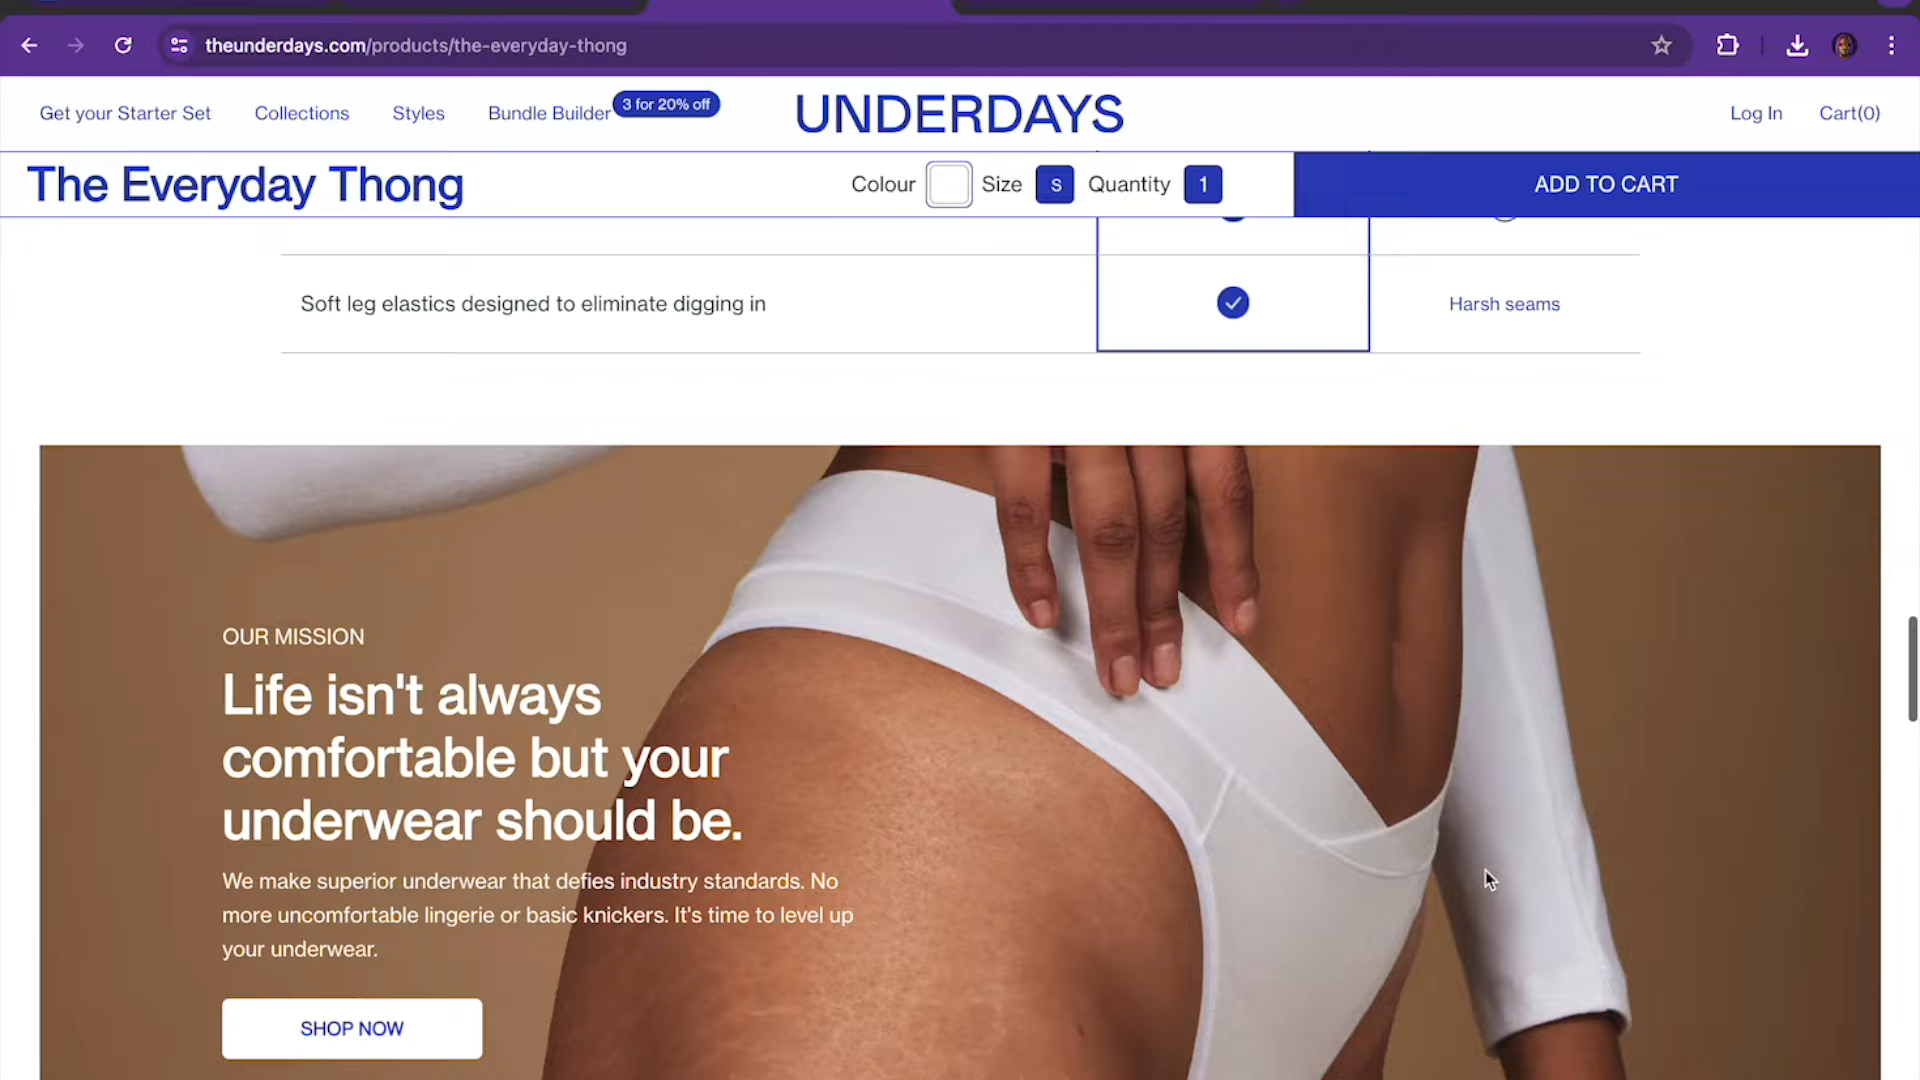 theunderdays.com/products/the-everyday-thong
Get your Starter Set
Collections
Styles
Bundle Builder
3 for 20% off
UNDERDAYS
Log In
Cart(0)
The Everyday Thong
Colour
Size
S
Quantity
1
ADD TO CART
Soft leg elastics designed to eliminate digging in
Harsh seams
OUR MISSION
Life isn't always
comfortable but your
underwear should be.
We make superior underwear that defies industry standards. No
more uncomfortable lingerie or basic knickers. It's time to level up
your underwear.
SHOP NOW